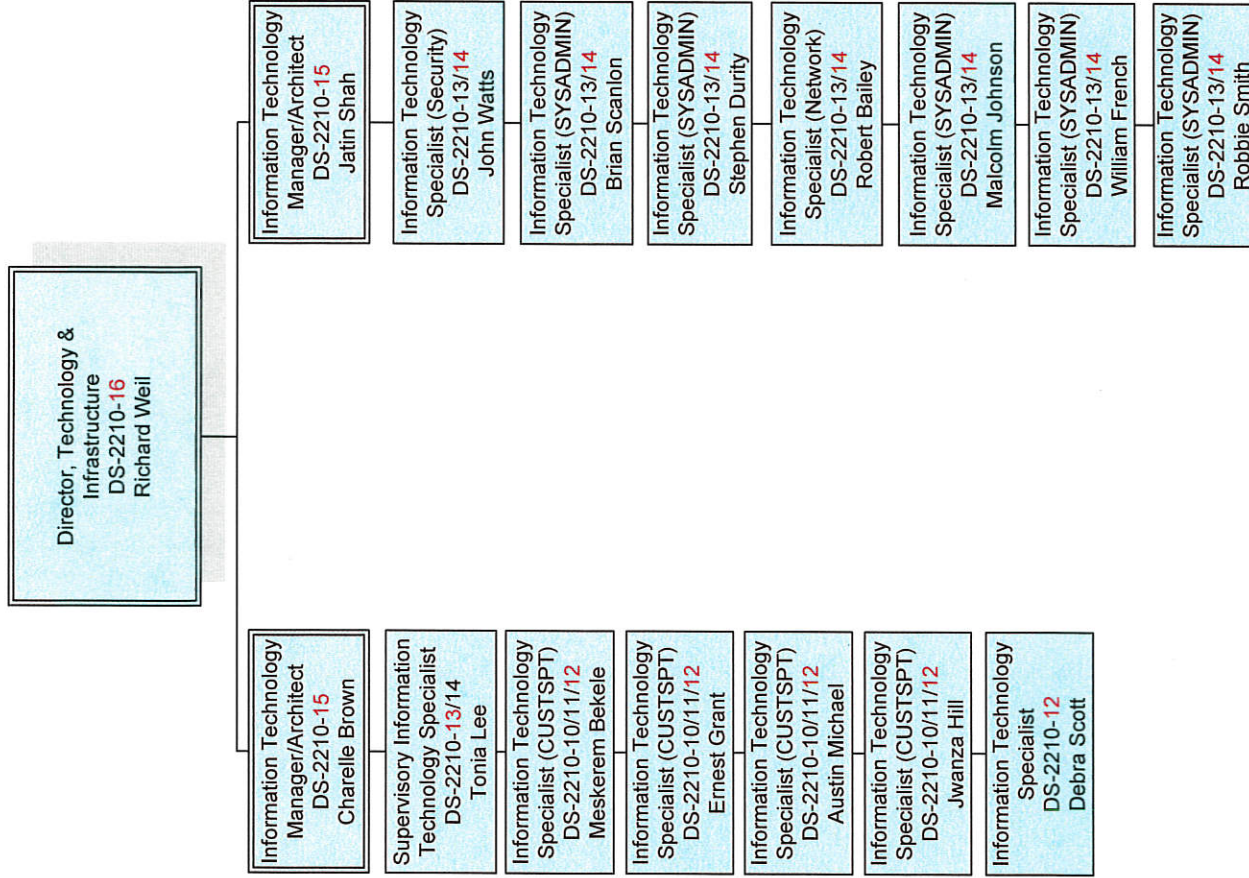 Director, Technology &
Infrastructure
DS-2210-16
Richard Weil
Information Technology
Manager/Architect
DS-2210-15
Charelle Brown
Supervisory Information
Technology Specialist
DS-2210-13/14
Tonia Lee
Information Technology
Specialist (CUSTSPT)
DS-2210-10/11/12
Meskerem Bekele
Information Technology
Specialist (CUSTSPT)
DS-2210-10/11/12
Ernest Grant
Information Technology
Specialist (CUSTSPT)
DS-2210-10/11/12
Austin Michael
Information Technology
Specialist (CUSTSPT)
DS-2210-10/11/12
Jwanza Hill
Information Technology
Specialist
DS-2210-12
Debra Scott
Information Technology
Manager/Architect
DS-2210-15
Jatin Shah
Information Technology
Specialist (Security)
DS-2210-13/14
John Watts
Information Technology
Specialist (SYSADMIN)
DS-2210-13/14
Brian Scanlon
Information Technology
Specialist (SYSADMIN)
DS-2210-13/14
Stephen Durity
Information Technology
Specialist (Network)
DS-2210-13/14
Robert Bailey
Information Technology
Specialist (SYSADMIN)
DS-2210-13/14
Malcolm Johnson
Information Technology
Specialist (SYSADMIN)
DS-2210-13/14
William French
Information Technology
Specialist (SYSADMIN)
DS-2210-13/14
Robbie Smith